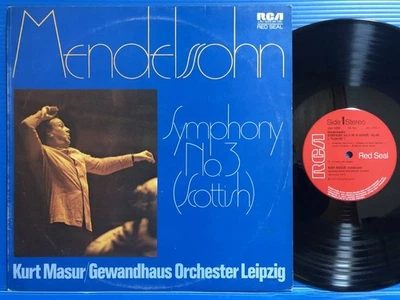 RCA
RED SEAL
Mendelssohn
Symphony
No. 3
(Scottish)
Kurt Masur/Gewandhaus Orchester Leipzig
Side 1 Stereo
RCA
Red Seal